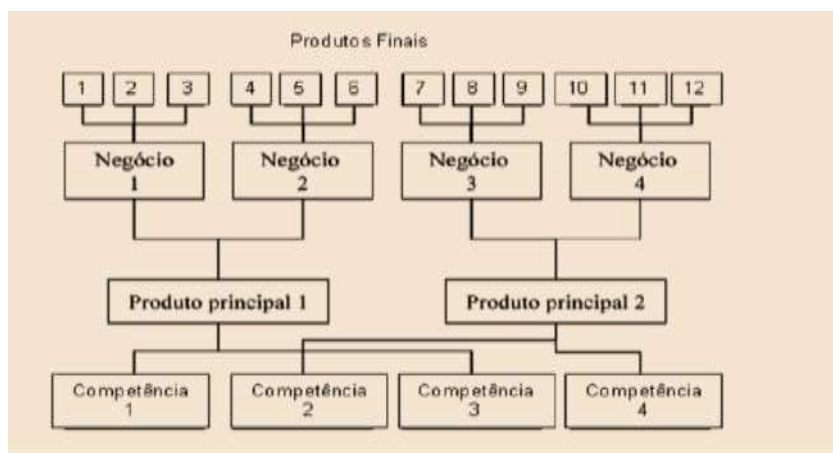 Produtos Finais
1 2 3 4 5 6 7 8 9 10 11 12
Negócio Negócio Negócio Negócio
1 2 3 4
Produto principal 1 Produto principal 2
Competência Competência Competência Competência
1 2 3 4